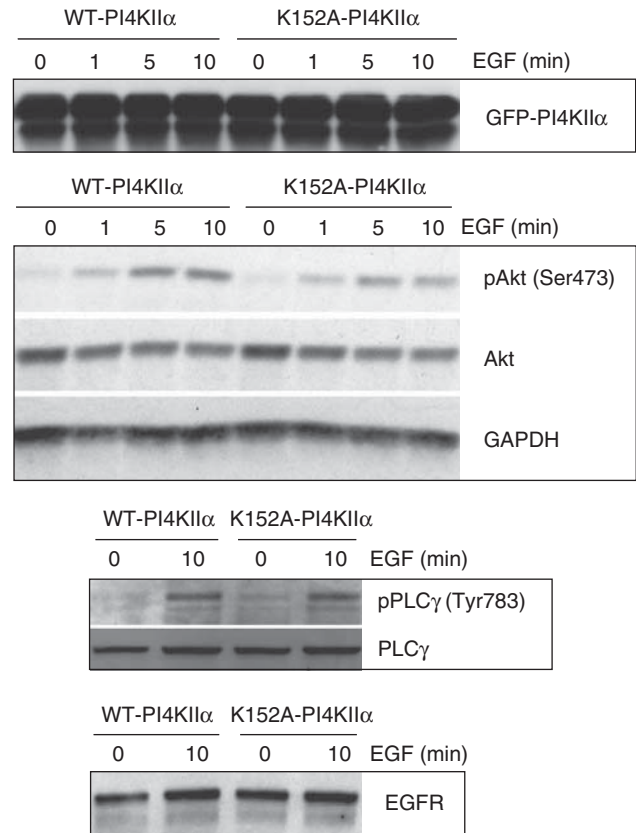 WT-PI4KIIα K152A-PI4KIIα
0 1 5 10 0 1 5 10 EGF (min)
GFP-PI4KIIα
WT-PI4KIIα K152A-PI4KIIα
0 1 5 10 0 1 5 10 EGF (min)
pAkt (Ser473)
Akt
GAPDH
WT-PI4KIIα K152A-PI4KIIα
0 10 0 10 EGF (min)
pPLCγ (Tyr783)
PLCγ
WT-PI4KIIα K152A-PI4KIIα
0 10 0 10 EGF (min)
EGFR